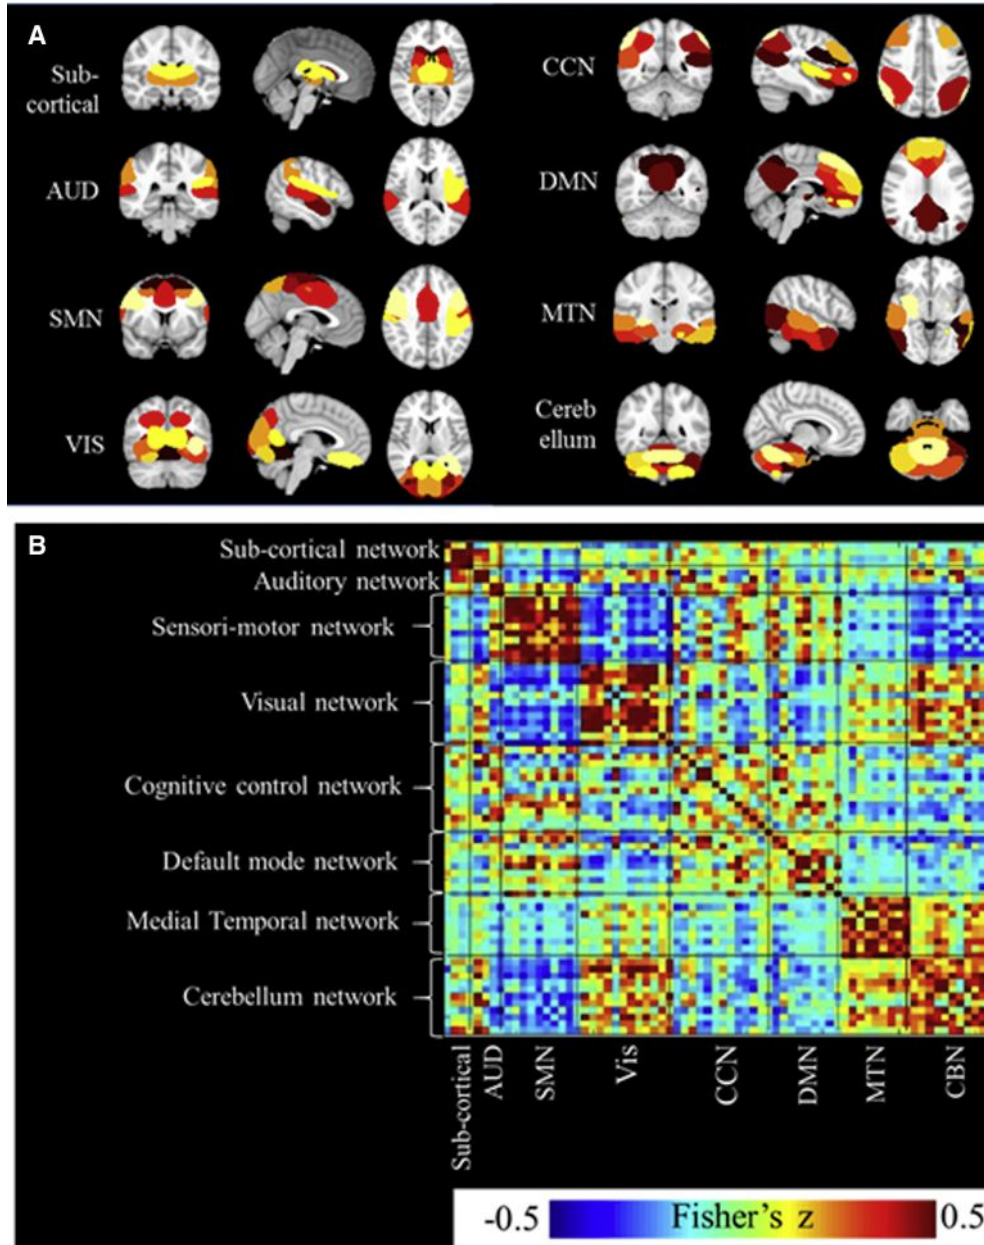 A
Sub-
cortical
AUD
SMN
VIS
CCN
DMN
MTN
Cereb
ellum
B
Sub-cortical network
Auditory network
Sensori-motor network
Visual network
Cognitive control network
Default mode network
Medial Temporal network
Cerebellum network
Sub-cortical
AUD
SMN
Vis
CCN
DMN
MTN
CBN
-0.5 Fisher's z 0.5